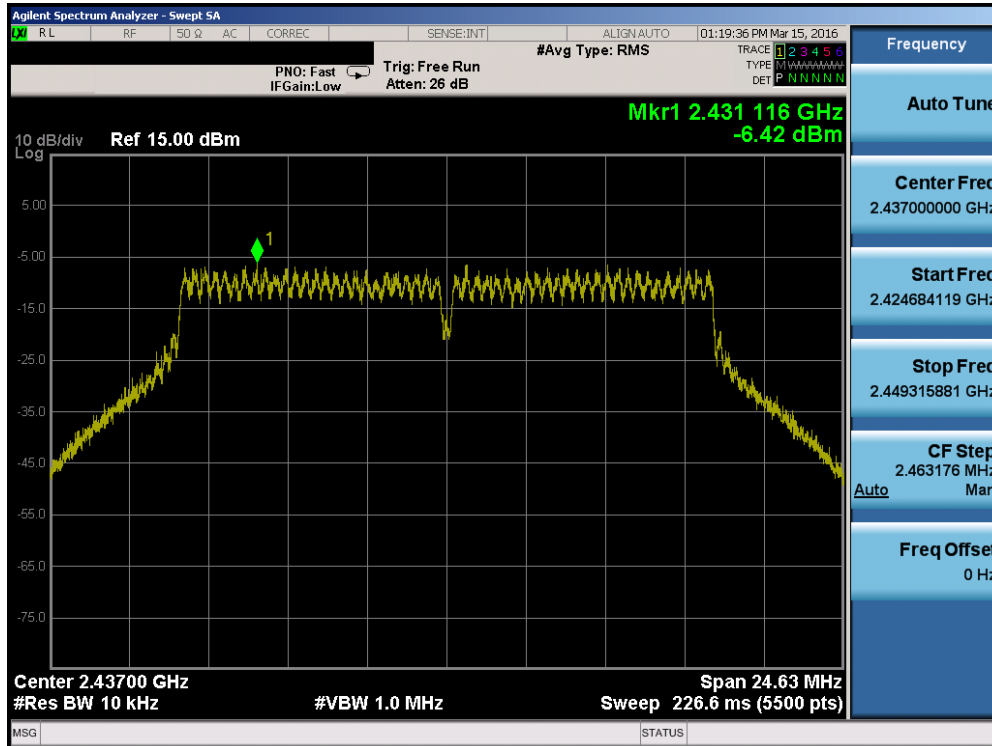 Agilent Spectrum Analyzer - Swept SA
LXI RL RF 50 Ω AC CORREC SENSE:INT ALIGN AUTO 01:19:36 PM Mar 15, 2016
#Avg Type: RMS
TRACE 1 2 3 4 5 6
PNO: Fast Trig: Free Run
TYPE M WWWWW
IFGain:Low Atten: 26 dB
DET P N N N N N
Mkr1 2.431 116 GHz
-6.42 dBm
10 dB/div Ref 15.00 dBm
Log
5.00
1
-5.00
-15.0
-25.0
-35.0
-45.0
-55.0
-65.0
-75.0
Center 2.43700 GHz Span 24.63 MHz
#Res BW 10 kHz #VBW 1.0 MHz Sweep 226.6 ms (5500 pts)
MSG STATUS
Frequency
Auto Tune
Center Freq
2.437000000 GHz
Start Freq
2.424684119 GHz
Stop Freq
2.449315881 GHz
CF Step
2.463176 MHz
Auto Man
Freq Offset
0 Hz